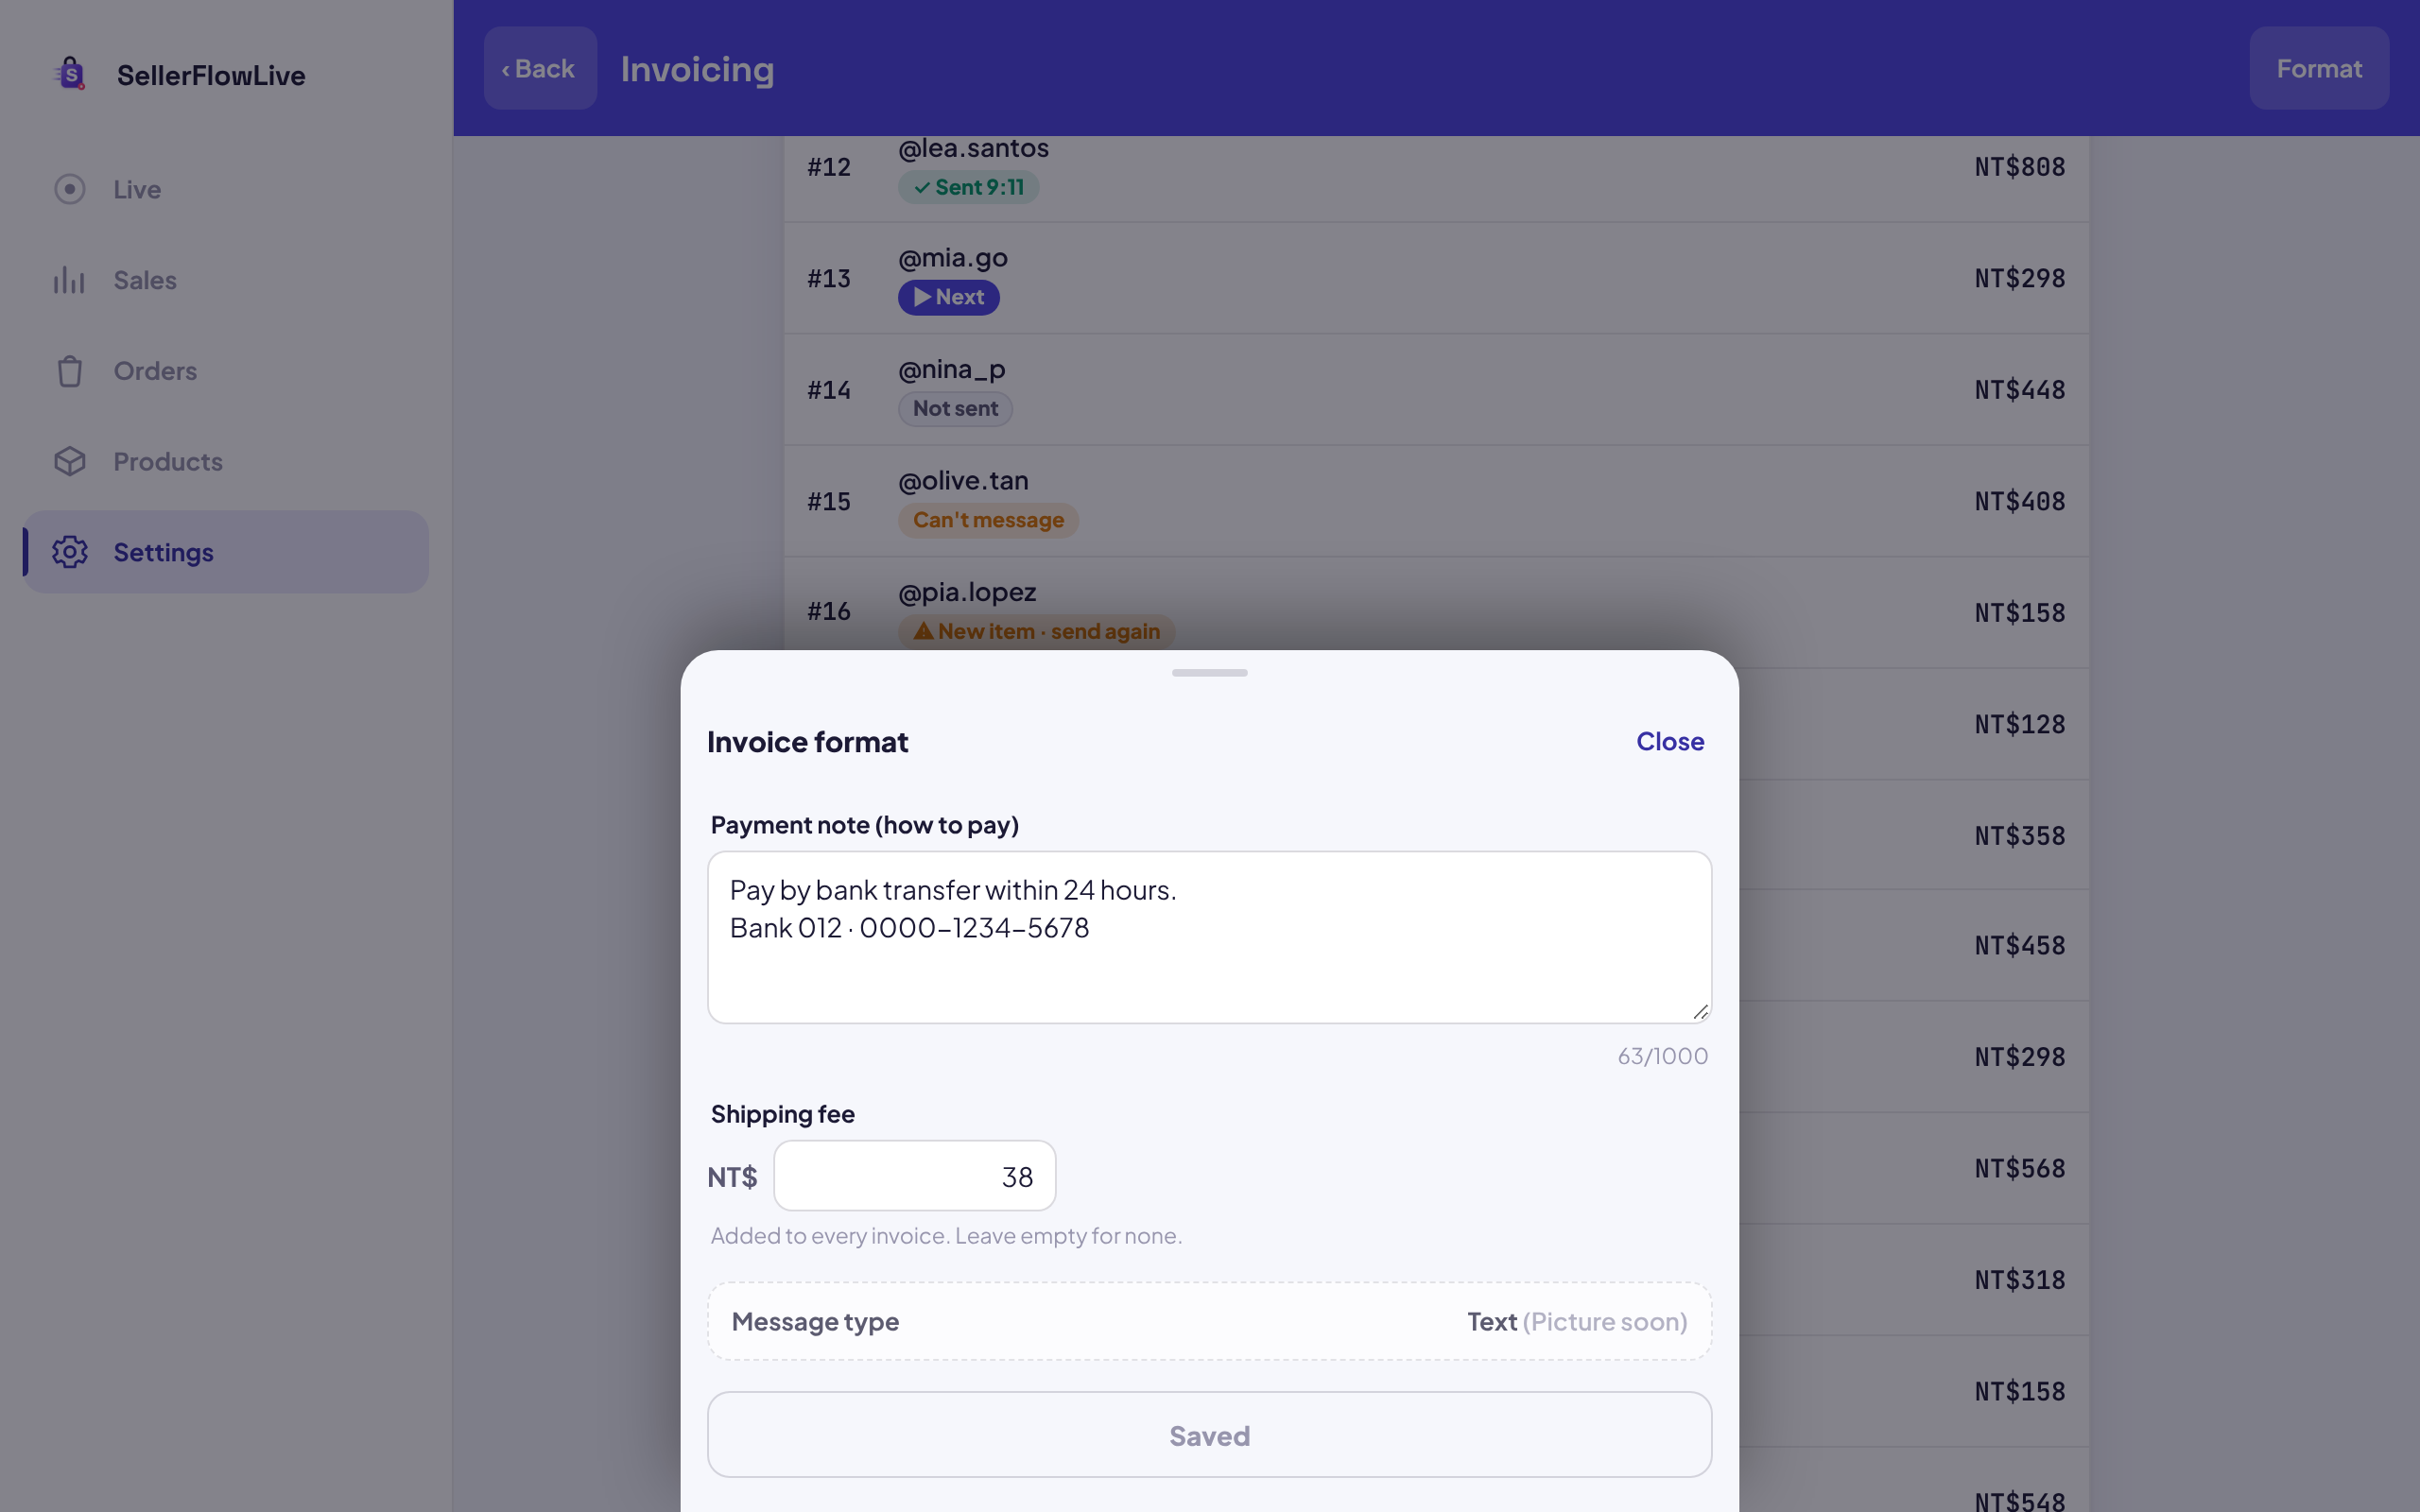 SellerFlowLive
Live
Sales
Orders
Products
Settings
‹ Back
Invoicing
Format
#12
@lea.santos
✓ Sent 9:11
NT$808
#13
@mia.go
▶ Next
NT$298
#14
@nina_p
Not sent
NT$448
#15
@olive.tan
Can't message
NT$408
#16
@pia.lopez
⚠ New item · send again
NT$158
NT$128
NT$358
NT$458
NT$298
NT$568
NT$318
NT$158
NT$548
Invoice format
Close
Payment note (how to pay)
Pay by bank transfer within 24 hours.
Bank 012 · 0000-1234-5678
63/1000
Shipping fee
NT$
38
Added to every invoice. Leave empty for none.
Message type
Text (Picture soon)
Saved